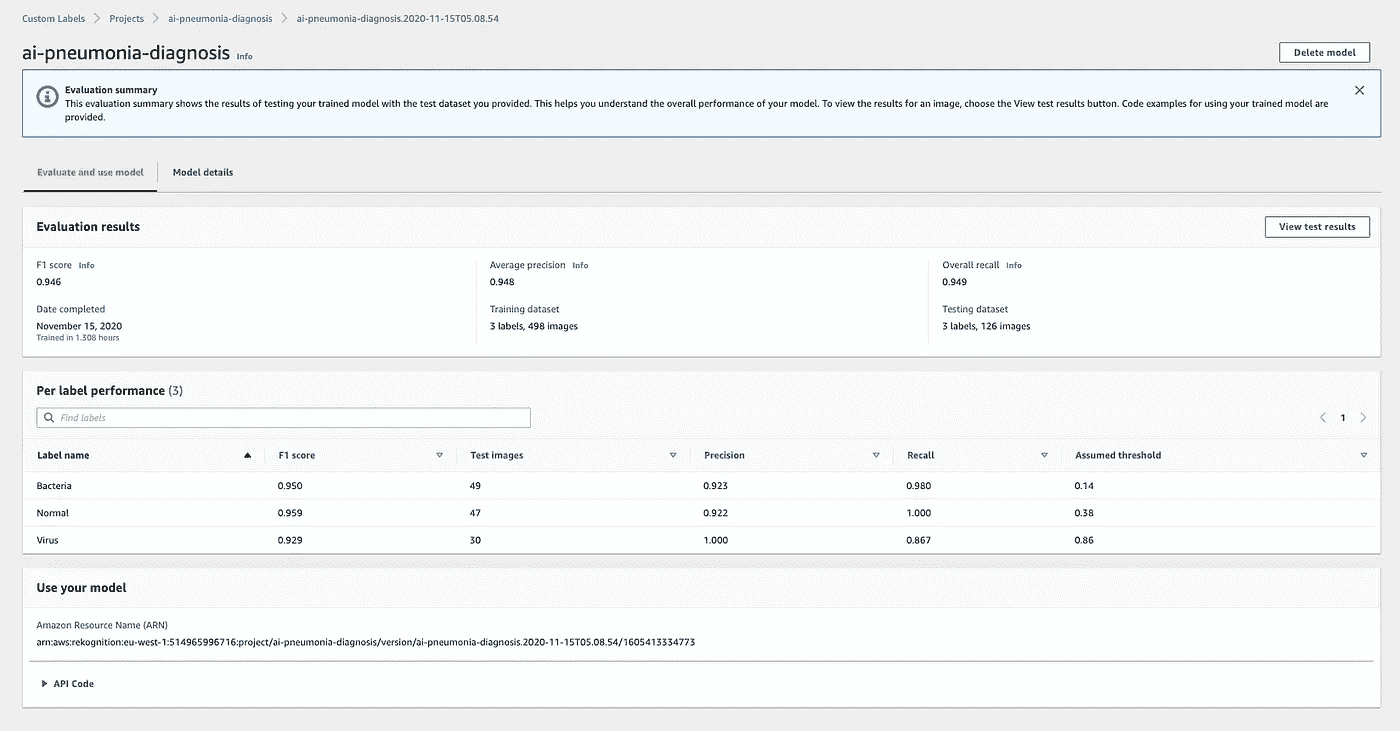 Custom Labels > Projects > ai-pneumonia-diagnosis > ai-pneumonia-diagnosis.2020-11-15T05.08.54
ai-pneumonia-diagnosis Info
Delete model
Evaluation summary
This evaluation summary shows the results of testing your trained model with the test dataset you provided. This helps you understand the overall performance of your model. To view the results for an image, choose the View test results button. Code examples for using your trained model are
provided.
Evaluate and use model
Model details
Evaluation results
View test results
F1 score Info
Average precision Info
Overall recall Info
0.946
0.948
0.949
Date completed
Training dataset
Testing dataset
November 15, 2020
3 labels, 498 images
3 labels, 126 images
Trained in 1.308 hours
Per label performance (3)
Find labels
1
Label name F1 score Test images Precision Recall Assumed threshold
Bacteria 0.950 49 0.923 0.980 0.14
Normal 0.959 47 0.922 1.000 0.38
Virus 0.929 30 1.000 0.867 0.86
Use your model
Amazon Resource Name (ARN)
arn:aws:rekognition:eu-west-1:514965996716:project/ai-pneumonia-diagnosis/version/ai-pneumonia-diagnosis.2020-11-15T05.08.54/1605413334773
API Code